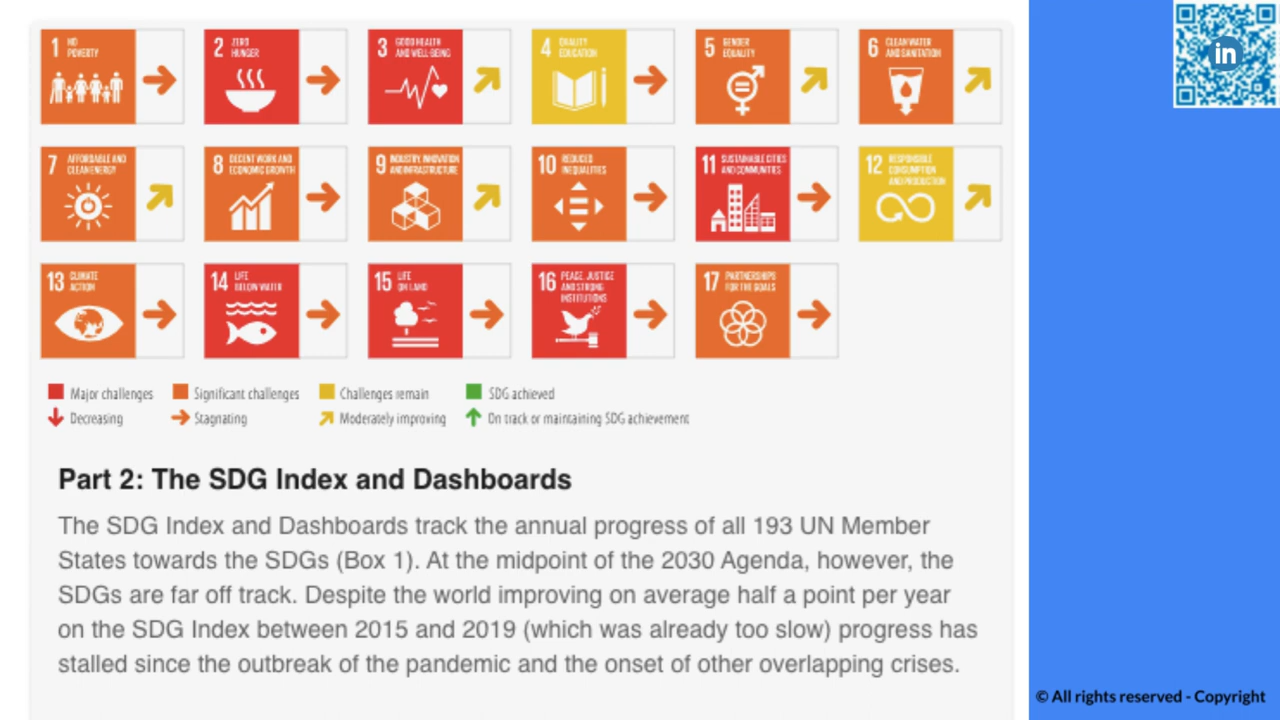 1 NO POVERTY
2 ZERO HUNGER
3 GOOD HEALTH AND WELL-BEING
4 QUALITY EDUCATION
5 GENDER EQUALITY
6 CLEAN WATER AND SANITATION
7 AFFORDABLE AND CLEAN ENERGY
8 DECENT WORK AND ECONOMIC GROWTH
9 INDUSTRY, INNOVATION AND INFRASTRUCTURE
10 REDUCED INEQUALITIES
11 SUSTAINABLE CITIES AND COMMUNITIES
12 RESPONSIBLE CONSUMPTION AND PRODUCTION
13 CLIMATE ACTION
14 LIFE BELOW WATER
15 LIFE ON LAND
16 PEACE, JUSTICE AND STRONG INSTITUTIONS
17 PARTNERSHIPS FOR THE GOALS
Major challenges Significant challenges Challenges remain SDG achieved
Decreasing Stagnating Moderately improving On track or maintaining SDG achievement
Part 2: The SDG Index and Dashboards
The SDG Index and Dashboards track the annual progress of all 193 UN Member
States towards the SDGs (Box 1). At the midpoint of the 2030 Agenda, however, the
SDGs are far off track. Despite the world improving on average half a point per year
on the SDG Index between 2015 and 2019 (which was already too slow) progress has
stalled since the outbreak of the pandemic and the onset of other overlapping crises.
in
© All rights reserved - Copyright